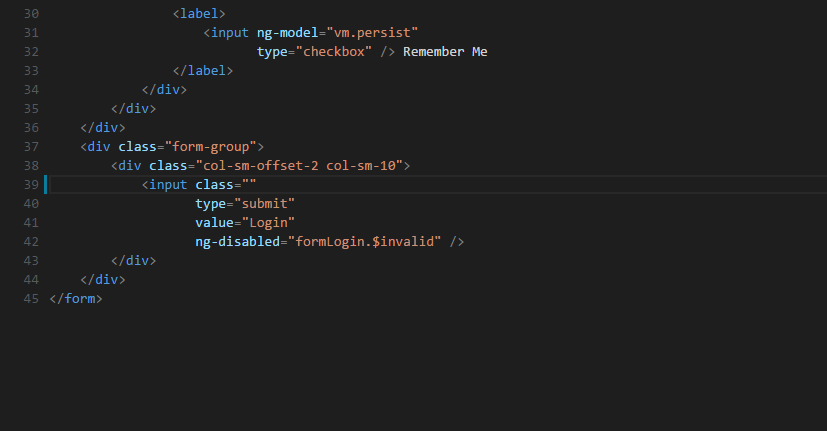 30                 <label>
31                     <input ng-model="vm.persist"
32                            type="checkbox" /> Remember Me
33                 </label>
34             </div>
35         </div>
36     </div>
37     <div class="form-group">
38         <div class="col-sm-offset-2 col-sm-10">
39             <input class=""
40                    type="submit"
41                    value="Login"
42                    ng-disabled="formLogin.$invalid" />
43         </div>
44     </div>
45 </form>